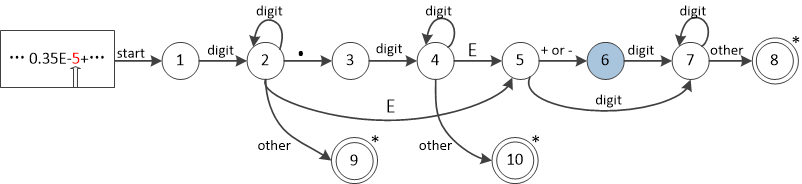 digit
digit
digit
··· 0.35E-5+···
start
1
digit
2
.
3
digit
4
E
5
+ or -
6
digit
7
other
8
*
E
digit
other
9
*
other
10
*